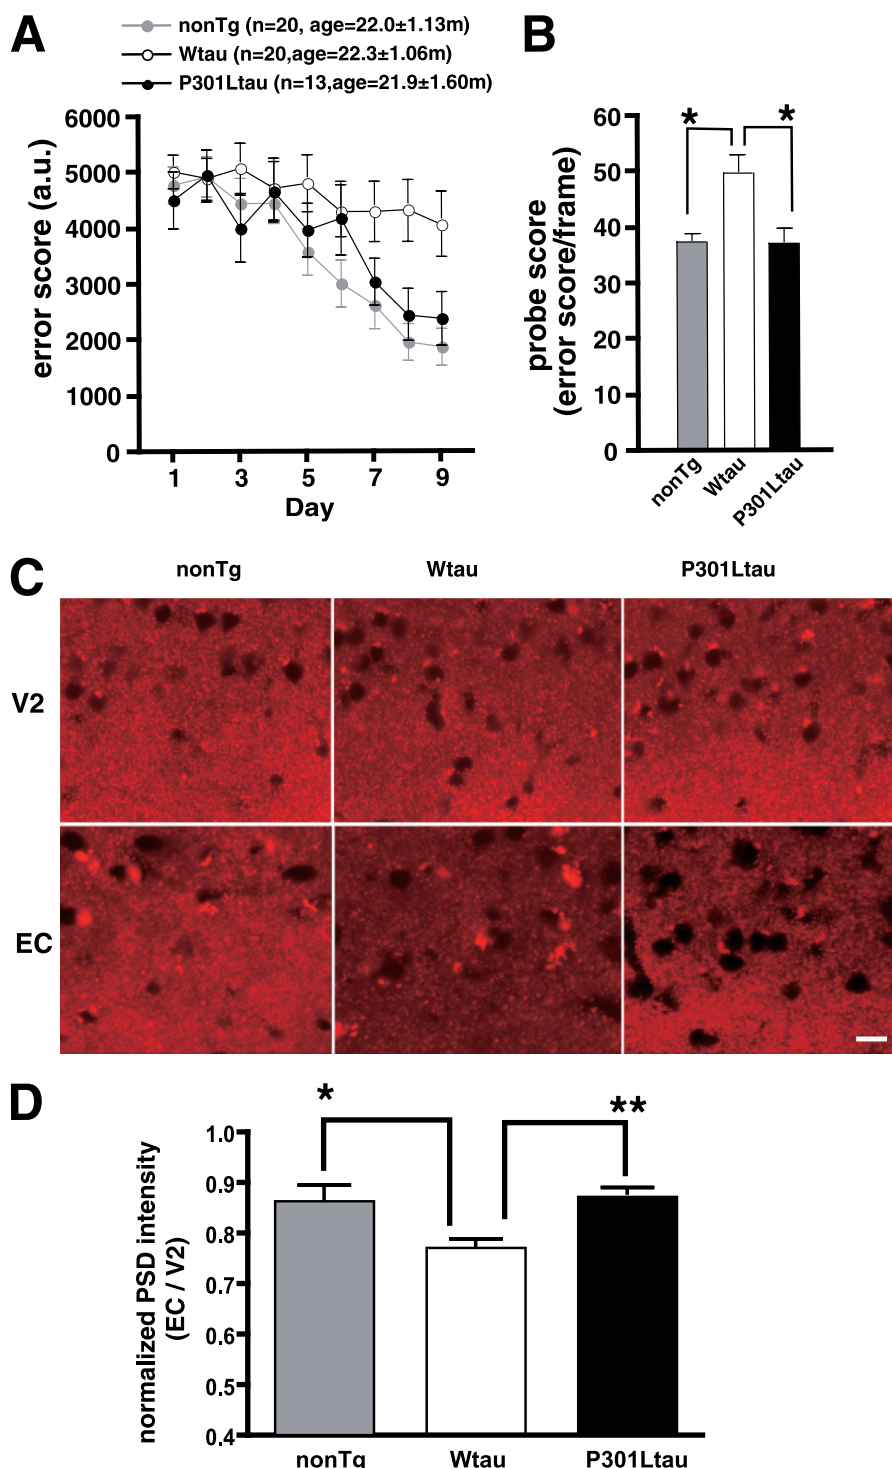 A
nonTg (n=20, age=22.0±1.13m)
Wtau (n=20,age=22.3±1.06m)
P301Ltau (n=13,age=21.9±1.60m)
error score (a.u.)
6000
5000
4000
3000
2000
1000
0
1 3 5 7 9
Day
B
* *
probe score
(error score/frame)
60
50
40
30
20
10
0
nonTg
Wtau
P301Ltau
C
nonTg Wtau P301Ltau
V2
EC
D
* **
normalized PSD intensity
(EC / V2)
1.0
0.9
0.8
0.7
0.6
0.5
0.4
nonTg Wtau P301Ltau